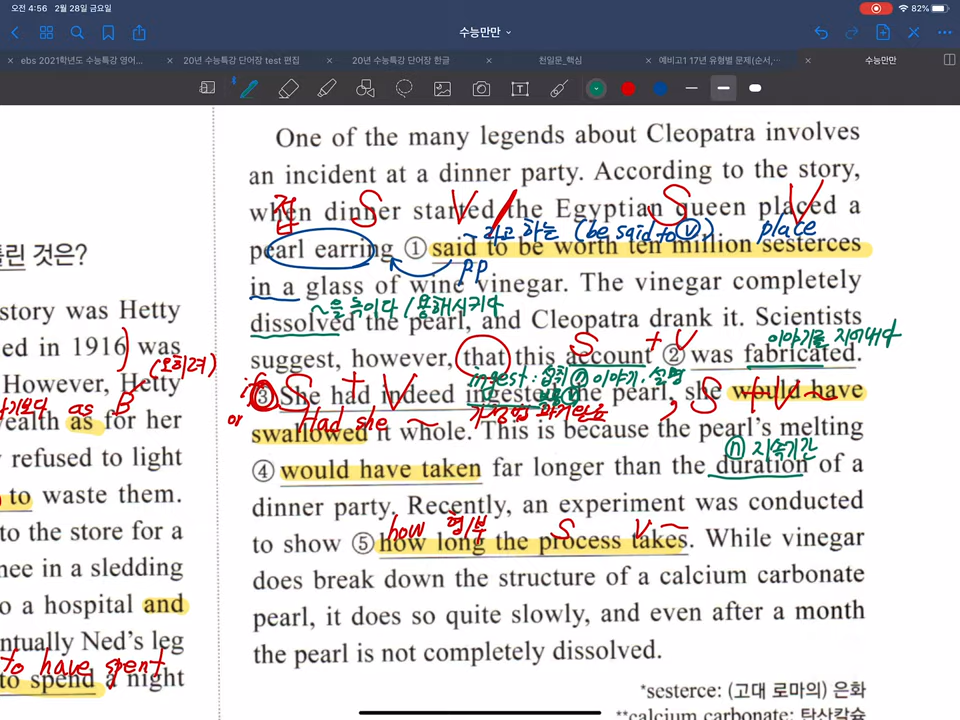 오전 4:56 2월 28일 금요일
82%
수능만만
ebs 2021학년도 수능특강 영어...
20년 수능특강 단어장 test 편집
20년 수능특강 단어장 한글
천일문_핵심
예비고1 17년 유형별 문제(순서,...
수능만만
틀린 것은?
story was Hetty
ed in 1916) was
(오히려)
However, Hetty
as B
ealth as for her
refused to light
to waste them.
to the store for a
nee in a sledding
o a hospital and
entually Ned's leg
to have spent
to spend a night
One of the many legends about Cleopatra involves
an incident at a dinner party. According to the story,
접 S V / S V
when dinner started the Egyptian queen placed a
~라고 하는 (be said to ⓥ) place
pearl earring ① said to be worth ten million sesterces
pp
in a glass of wine vinegar. The vinegar completely
~을 녹이다 / 용해시키다
dissolved the pearl, and Cleopatra drank it. Scientists
S + V 이야기를 지어내다
suggest, however, that this account ② was fabricated.
ingest : 섭취 ⓝ 이야기·설명
if S + V
③ She had indeed ingested the pearl, she would have
or Had she ~ 가정법 과거완료 , S + V ~
swallowed it whole. This is because the pearl's melting
ⓝ 지속기간
④ would have taken far longer than the duration of a
dinner party. Recently, an experiment was conducted
how 형/부 S V ~
to show ⑤ how long the process takes. While vinegar
does break down the structure of a calcium carbonate
pearl, it does so quite slowly, and even after a month
the pearl is not completely dissolved.
*sesterce: (고대 로마의) 은화
**calcium carbonate: 탄산칼슘